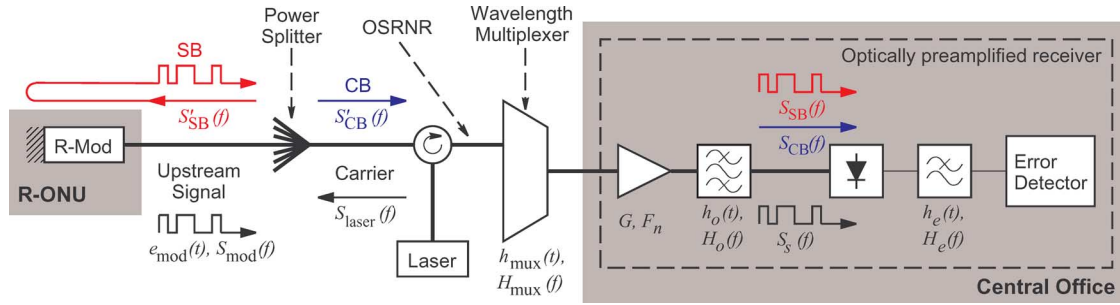 SB
S'SB(f)
R-Mod
R-ONU
Power
Splitter
CB
S'CB(f)
Upstream
Signal
emod(t), Smod(f)
Carrier
Slaser(f)
Laser
OSRNR
Wavelength
Multiplexer
hmux(t),
Hmux(f)
Optically preamplified receiver
G, Fn
ho(t),
Ho(f)
SSB(f)
SCB(f)
Ss(f)
he(t),
He(f)
Error
Detector
Central Office